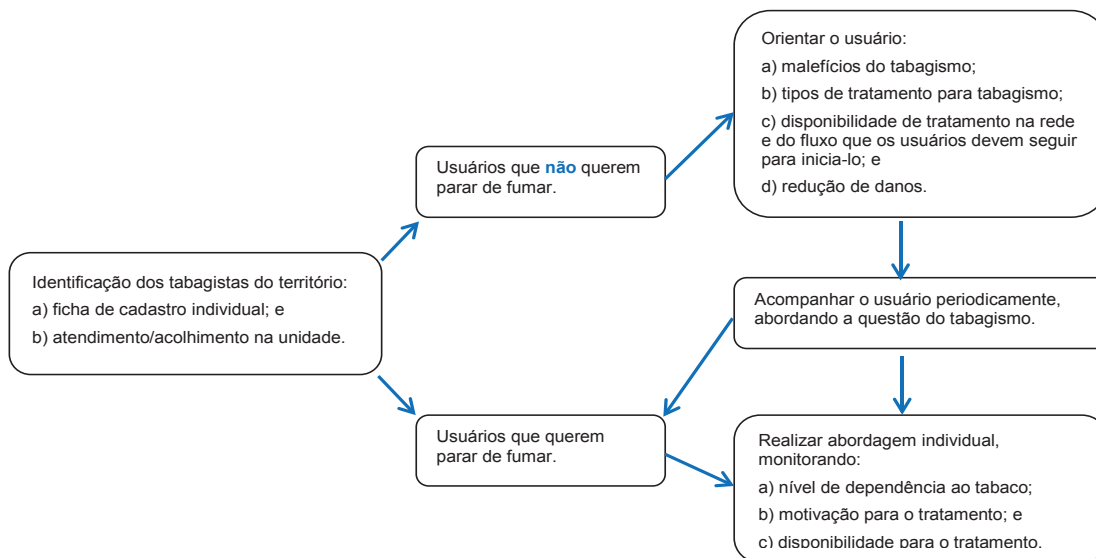 Identificação dos tabagistas do território:
a) ficha de cadastro individual; e
b) atendimento/acolhimento na unidade.
Usuários que não querem
parar de fumar.
Orientar o usuário:
a) malefícios do tabagismo;
b) tipos de tratamento para tabagismo;
c) disponibilidade de tratamento na rede
e do fluxo que os usuários devem seguir
para inicia-lo; e
d) redução de danos.
Acompanhar o usuário periodicamente,
abordando a questão do tabagismo.
Usuários que querem
parar de fumar.
Realizar abordagem individual,
monitorando:
a) nível de dependência ao tabaco;
b) motivação para o tratamento; e
c) disponibilidade para o tratamento.